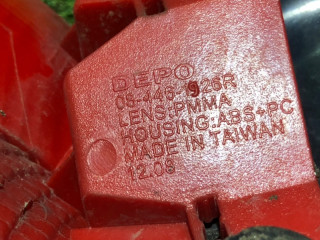 DEPO
LENS:PMMA
HOUSING:ABS+PC
MADE IN TAIWAN
12.08